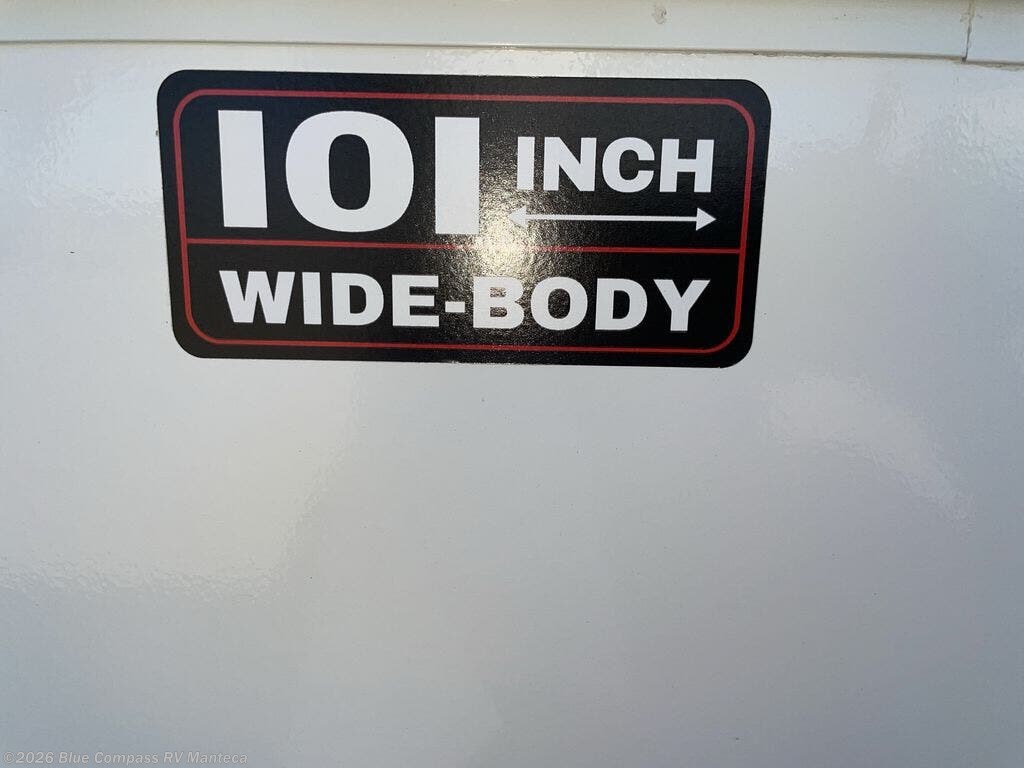 101 INCH
WIDE-BODY
©2026 Blue Compass RV Manteca